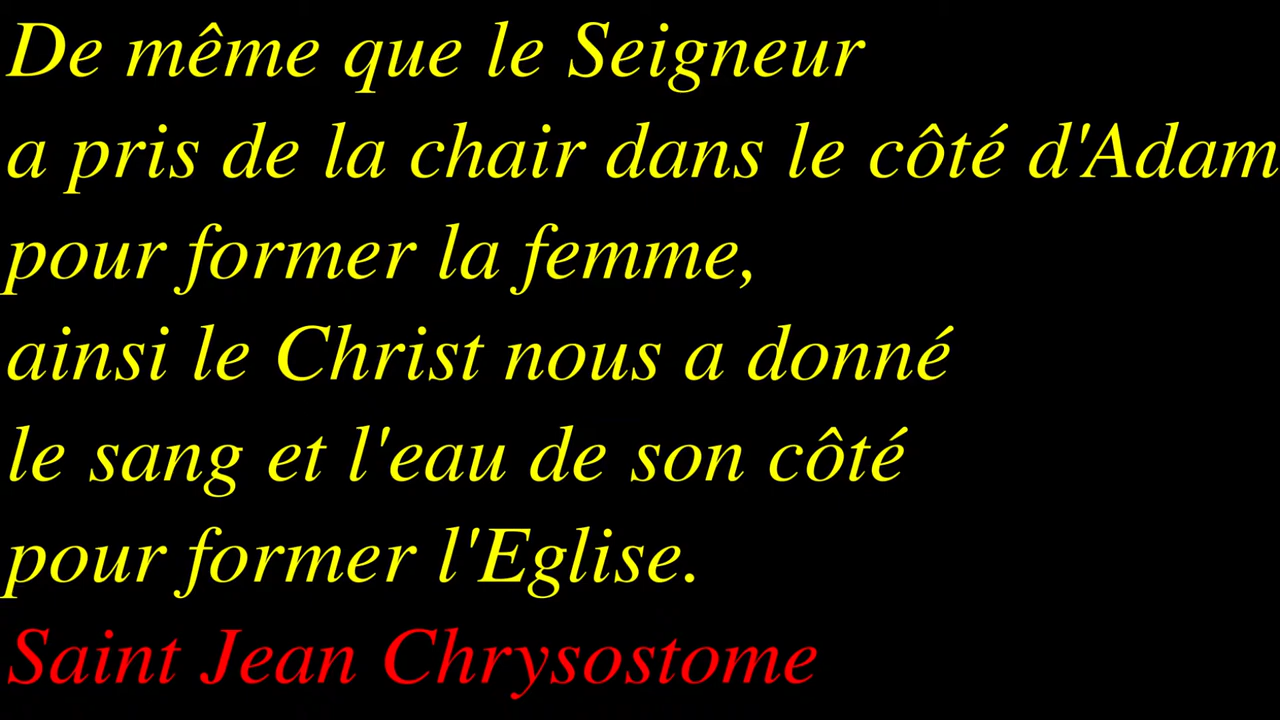 De même que le Seigneur
a pris de la chair dans le côté d'Adam
pour former la femme,
ainsi le Christ nous a donné
le sang et l'eau de son côté
pour former l'Eglise.
Saint Jean Chrysostome